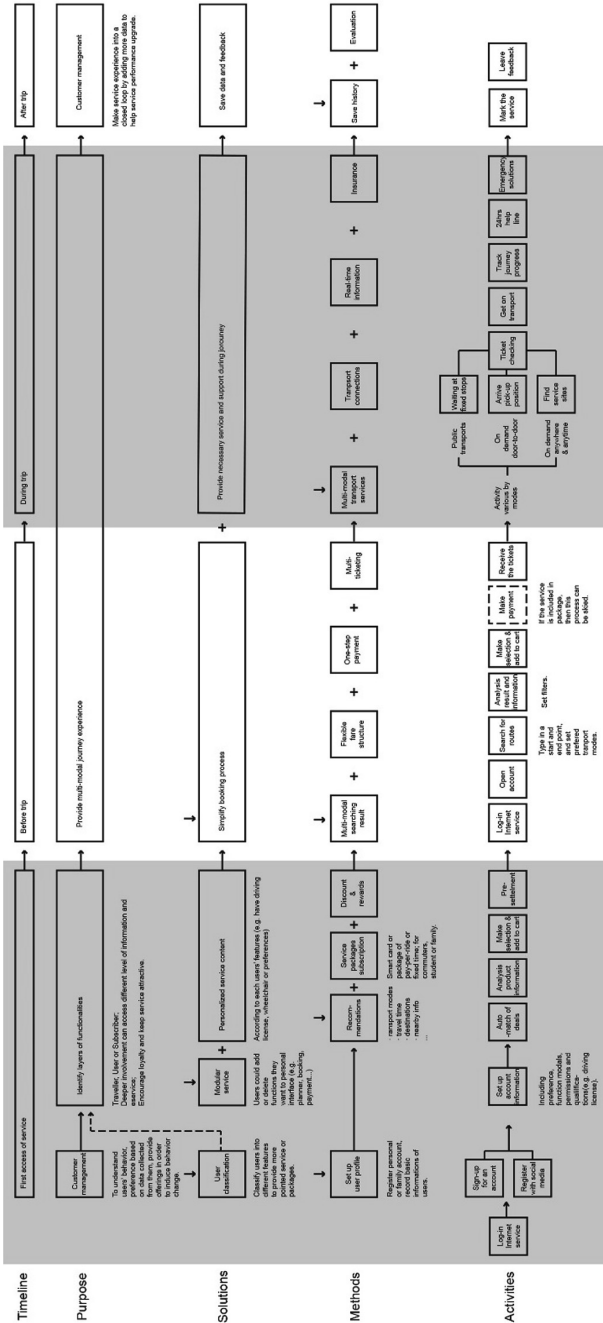 Timeline
First access of service
Before trip
During trip
After trip
Purpose
Customer
management
To understand
users' behavior,
preference based
on data collected
from them, provide
offerings in order
to induce behavior
change.
Identify layers of functionalities
Traveller, User or Subscriber;
Deeper involvement can access different level of information and
eservice;
Encourage loyalty and keep service attractive.
Provide multi-modal journey experience
Customer management
Make service experience into a
closed loop by adding more data to
help service performance upgrade.
Solutions
User
classification
Classify users into
different features
to provide more
pointed service or
packages.
Modular
service
Users could add
or delete
functions they
want to personal
interface (e.g.
planner, booking,
payment...)
+
Personalized service content
According to each users' features (e.g. have driving
license, wheelchair or preferences)
Simplify booking process
+
Provide necessary service and support during jorouney
Save data and feedback
Methods
Set up
user profile
Register personal
or family account,
record basic
informations of
users.
Recom-
mendations
· transport modes
· travel time
· destinations
· nearby info
...
+
Service
packages
subscription
Smart card or
package of
pay-per-ride or
fixed time; for
commuters,
student or family.
+
Discount
&
rewards
Multi-modal
searching
result
+
Flexible
fare
structure
+
One-step
payment
+
Multi-
ticketing
Multi-modal
transport
services
+
Tranpsort
connections
+
Real-time
information
+
Insurance
Save history
+
Evaluation
Activities
Log-in
Internet
service
Sign-up
for an
account
Register
with social
media
Set up
account
information
Including
preference,
function models,
permissions and
qualifica-
tions(e.g. driving
license).
Auto
-match of
deals
Analysis
product
information
Make
selection &
add to cart
Pre-
settelment
Log-in
Internet
service
Open
account
Search for
routes
Type in a
start and
end point,
and set
prefered
tranport
modes.
Analysis
result and
information
Set filters.
Make
selection &
add to cart
Make
payment
If the service
is included in
package,
then this
process can
be skied.
Receive
the tickets
Activity
various by
modes
Public
transports
On
demand
door-to-door
On demand
anywhere
& anytime
Waiting at
fixed stops
Arrive
pick-up
position
Find
service
sites
Ticket
checking
Get on
transport
Track
journey
progress
24hrs
help
line
Emergency
solutions
Mark the
service
Leave
feedback